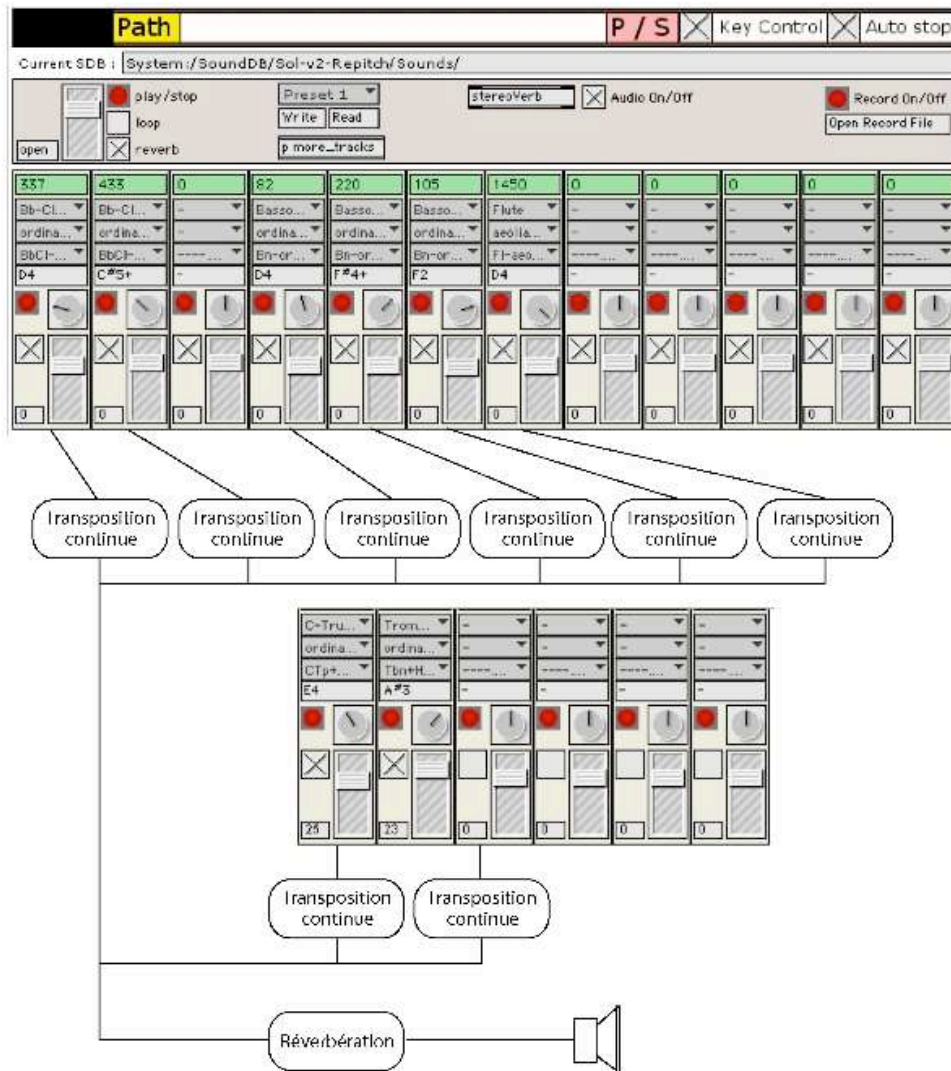 Path P / S Key Control Auto stop
Current SDB : System:/SoundDB/Sol-v2-Repitch/Sounds/
play/stop Preset 1 stereoVerb Audio On/Off Record On/Off
loop Write Read Open Record File
open reverb p more_tracks
337 433 0 82 220 105 1450 0 0 0 0 0
Bb-Cl... Bb-Cl... - Basso... Basso... Basso... Flute - - - - -
ordina... ordina... - ordina... ordina... ordina... aeolia... - - - - -
BbCl-... BbCl-... ----... Bn-or... Bn-or... Bn-or... Fl-aeo... ----... ----... ----... ----... ----...
D4 C#5+ - D4 F#4+ F2 D4 - - - - -
0 0 0 0 0 0 0 0 0 0 0 0
Transposition continue
Transposition continue
Transposition continue
Transposition continue
Transposition continue
Transposition continue
C+Tru... Trom... - - - -
ordina... ordina... - - - -
CTp+... Tbn+H... ----... ----... ----... ----...
E4 A#3 - - - -
25 23 0 0 0 0
Transposition continue
Transposition continue
Réverbération